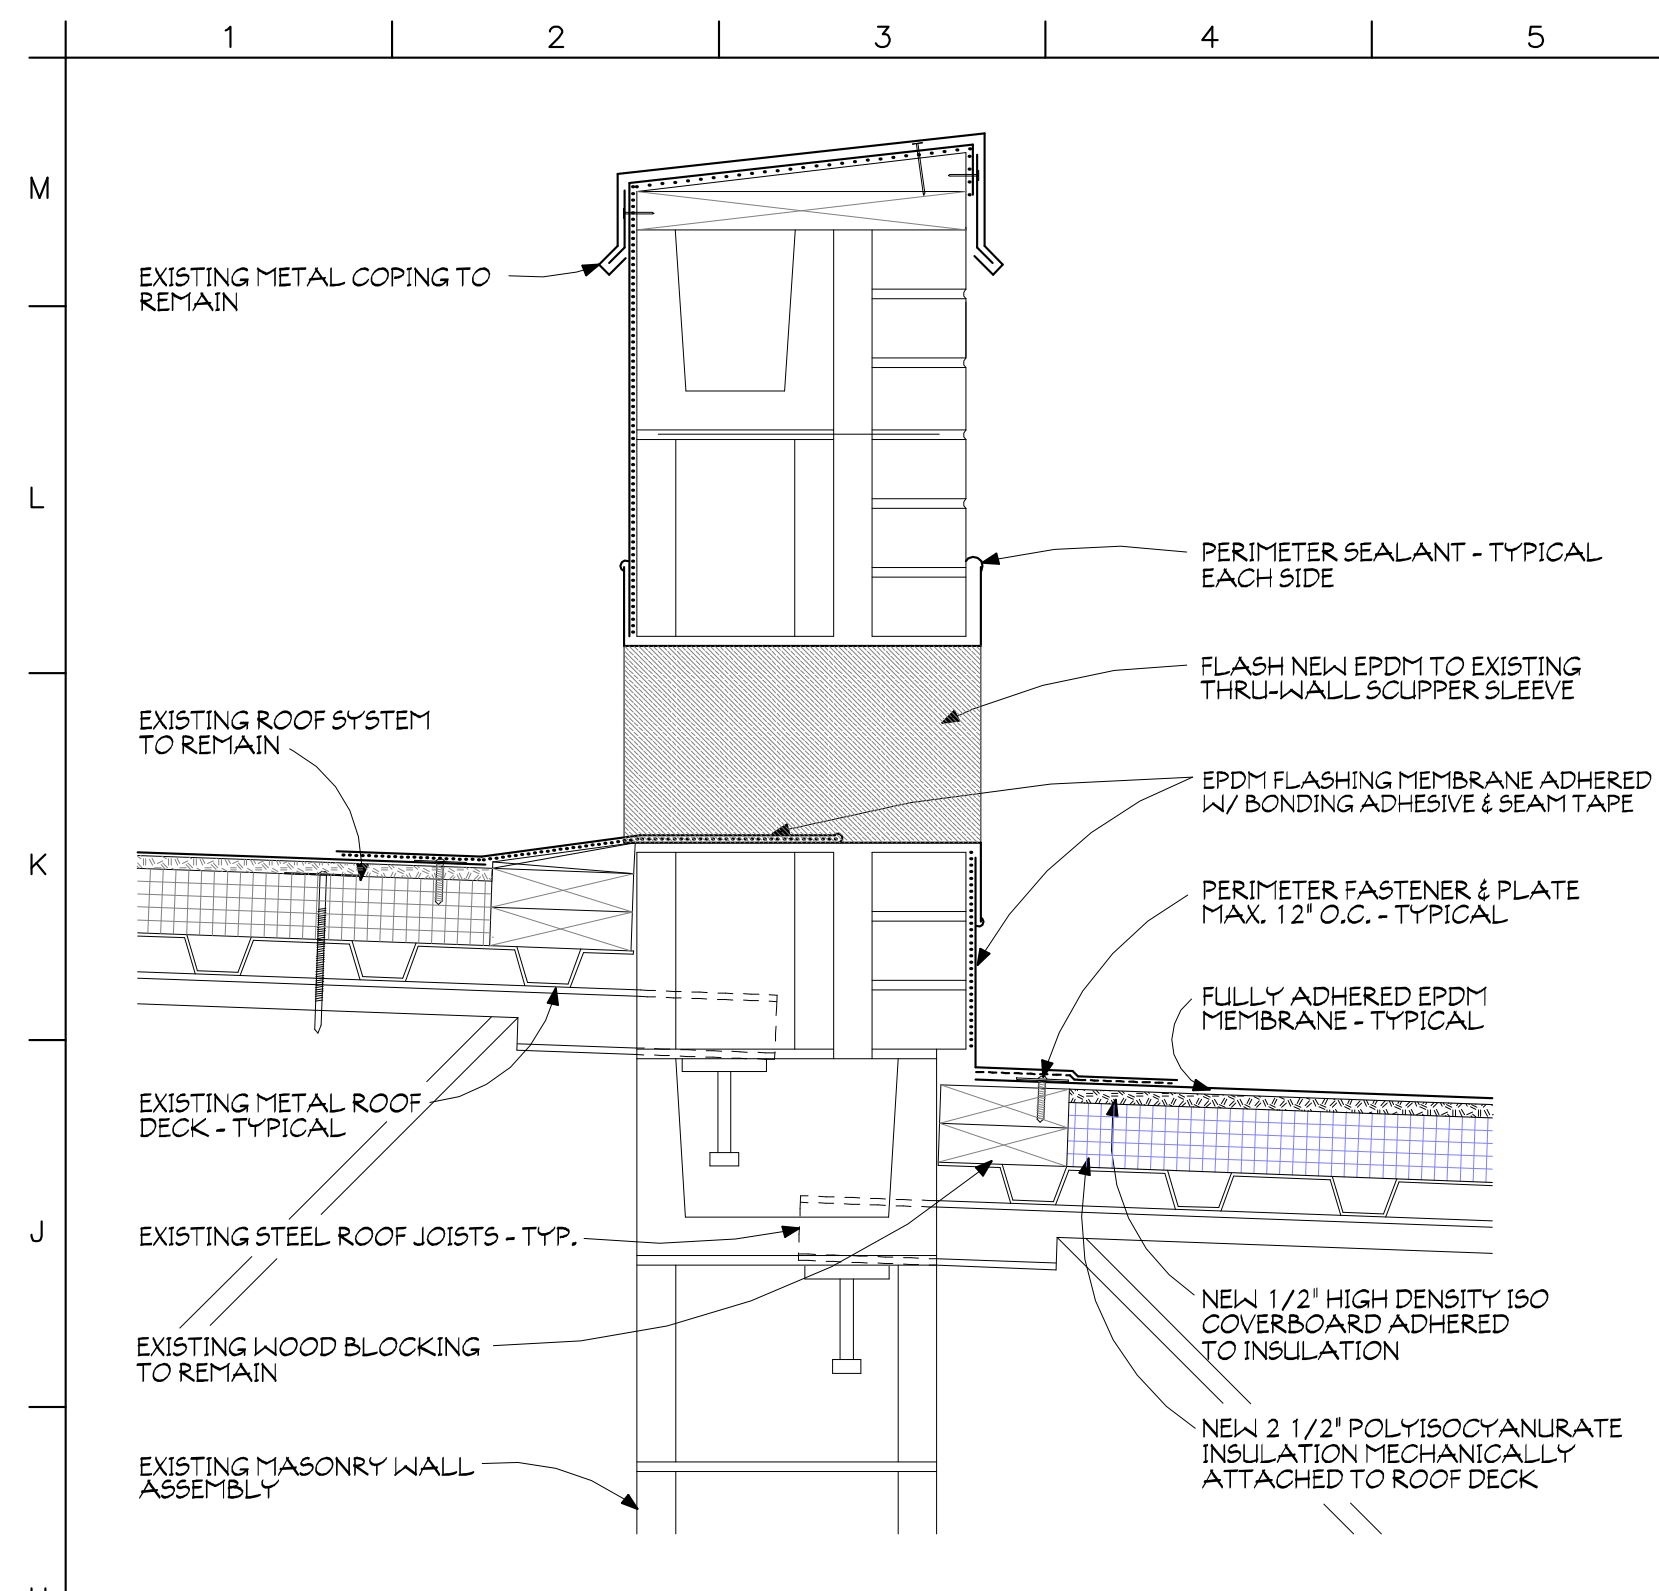 1 2 3 4 5
M
EXISTING METAL COPING TO
REMAIN
L
PERIMETER SEALANT - TYPICAL
EACH SIDE
FLASH NEW EPDM TO EXISTING
THRU-WALL SCUPPER SLEEVE
EXISTING ROOF SYSTEM
TO REMAIN
EPDM FLASHING MEMBRANE ADHERED
W/ BONDING ADHESIVE & SEAM TAPE
K
PERIMETER FASTENER & PLATE
MAX. 12" O.C. - TYPICAL
FULLY ADHERED EPDM
MEMBRANE - TYPICAL
EXISTING METAL ROOF
DECK - TYPICAL
J
EXISTING STEEL ROOF JOISTS - TYP.
NEW 1/2" HIGH DENSITY ISO
COVERBOARD ADHERED
TO INSULATION
EXISTING WOOD BLOCKING
TO REMAIN
NEW 2 1/2" POLYISOCYANURATE
INSULATION MECHANICALLY
ATTACHED TO ROOF DECK
EXISTING MASONRY WALL
ASSEMBLY